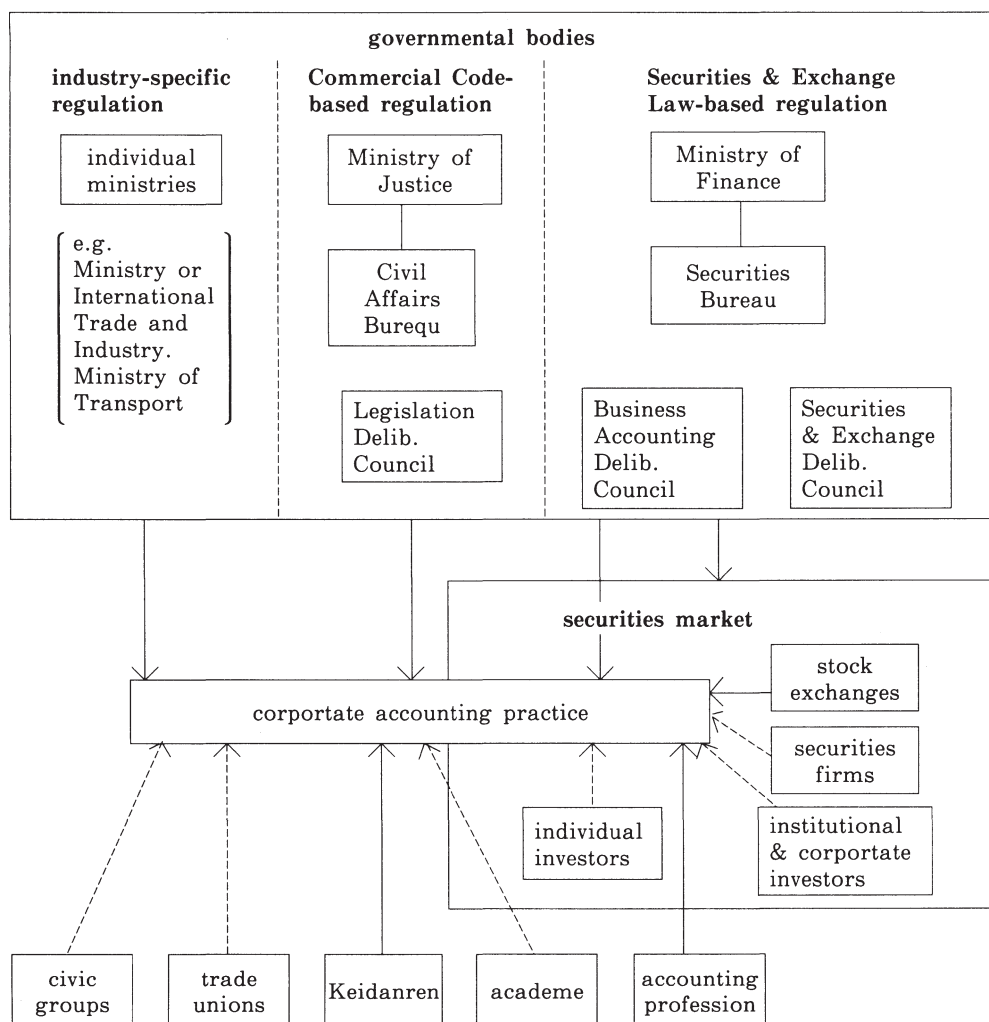 governmental bodies
industry-specific
regulation
individual
ministries
e.g.
Ministry or
International
Trade and
Industry.
Ministry of
Transport
Commercial Code-
based regulation
Ministry of
Justice
Civil
Affairs
Burequ
Legislation
Delib.
Council
Securities & Exchange
Law-based regulation
Ministry of
Finance
Securities
Bureau
Business
Accounting
Delib.
Council
Securities
& Exchange
Delib.
Council
securities market
stock
exchanges
corportate accounting practice
securities
firms
individual
investors
institutional
& corportate
investors
civic
groups
trade
unions
Keidanren
academe
accounting
profession